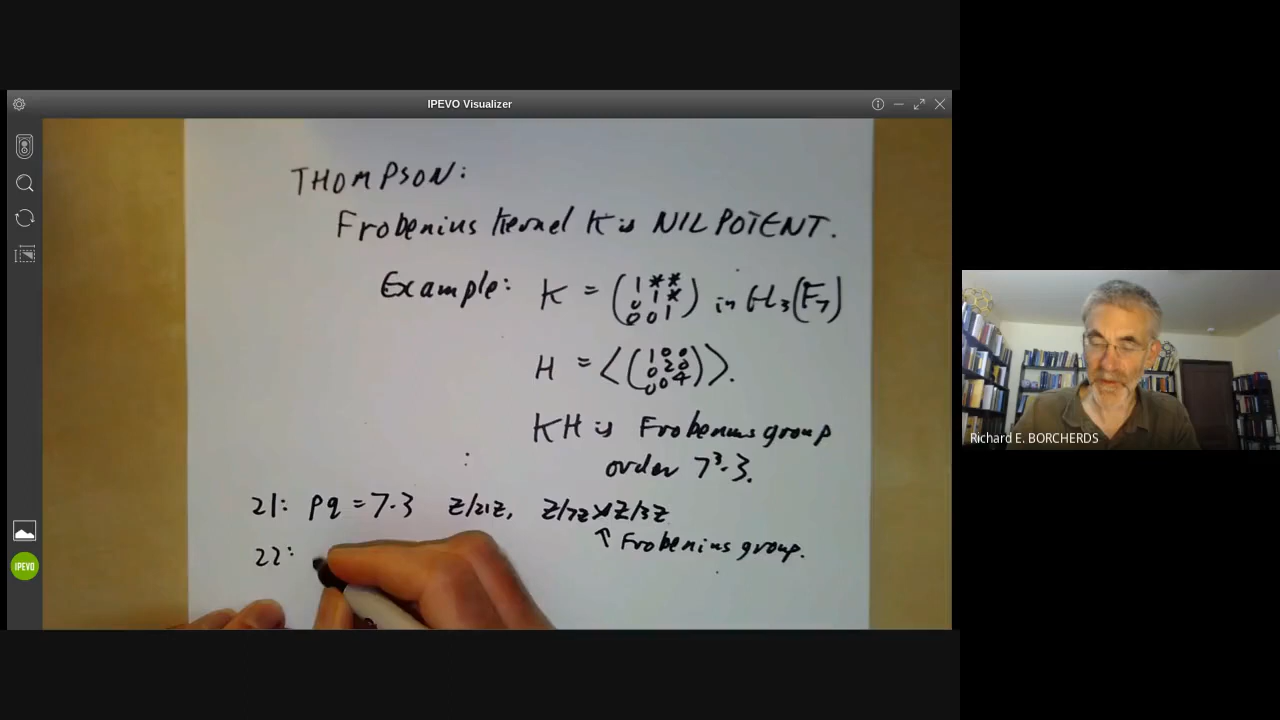 IPEVO Visualizer
THOMPSON:
Frobenius kernel K is NILPOTENT.
Example: K = (1 * * / 0 1 * / 0 0 1) in GL₃(F₇)
H = ⟨(1 0 0 / 0 2 0 / 0 0 4)⟩.
KH is Frobenius group
order 7³·3.
21: pq = 7·3 Z/21Z, Z/7Z ⋊ Z/3Z
↑ Frobenius group.
22:
IPEVO
Richard E. BORCHERDS